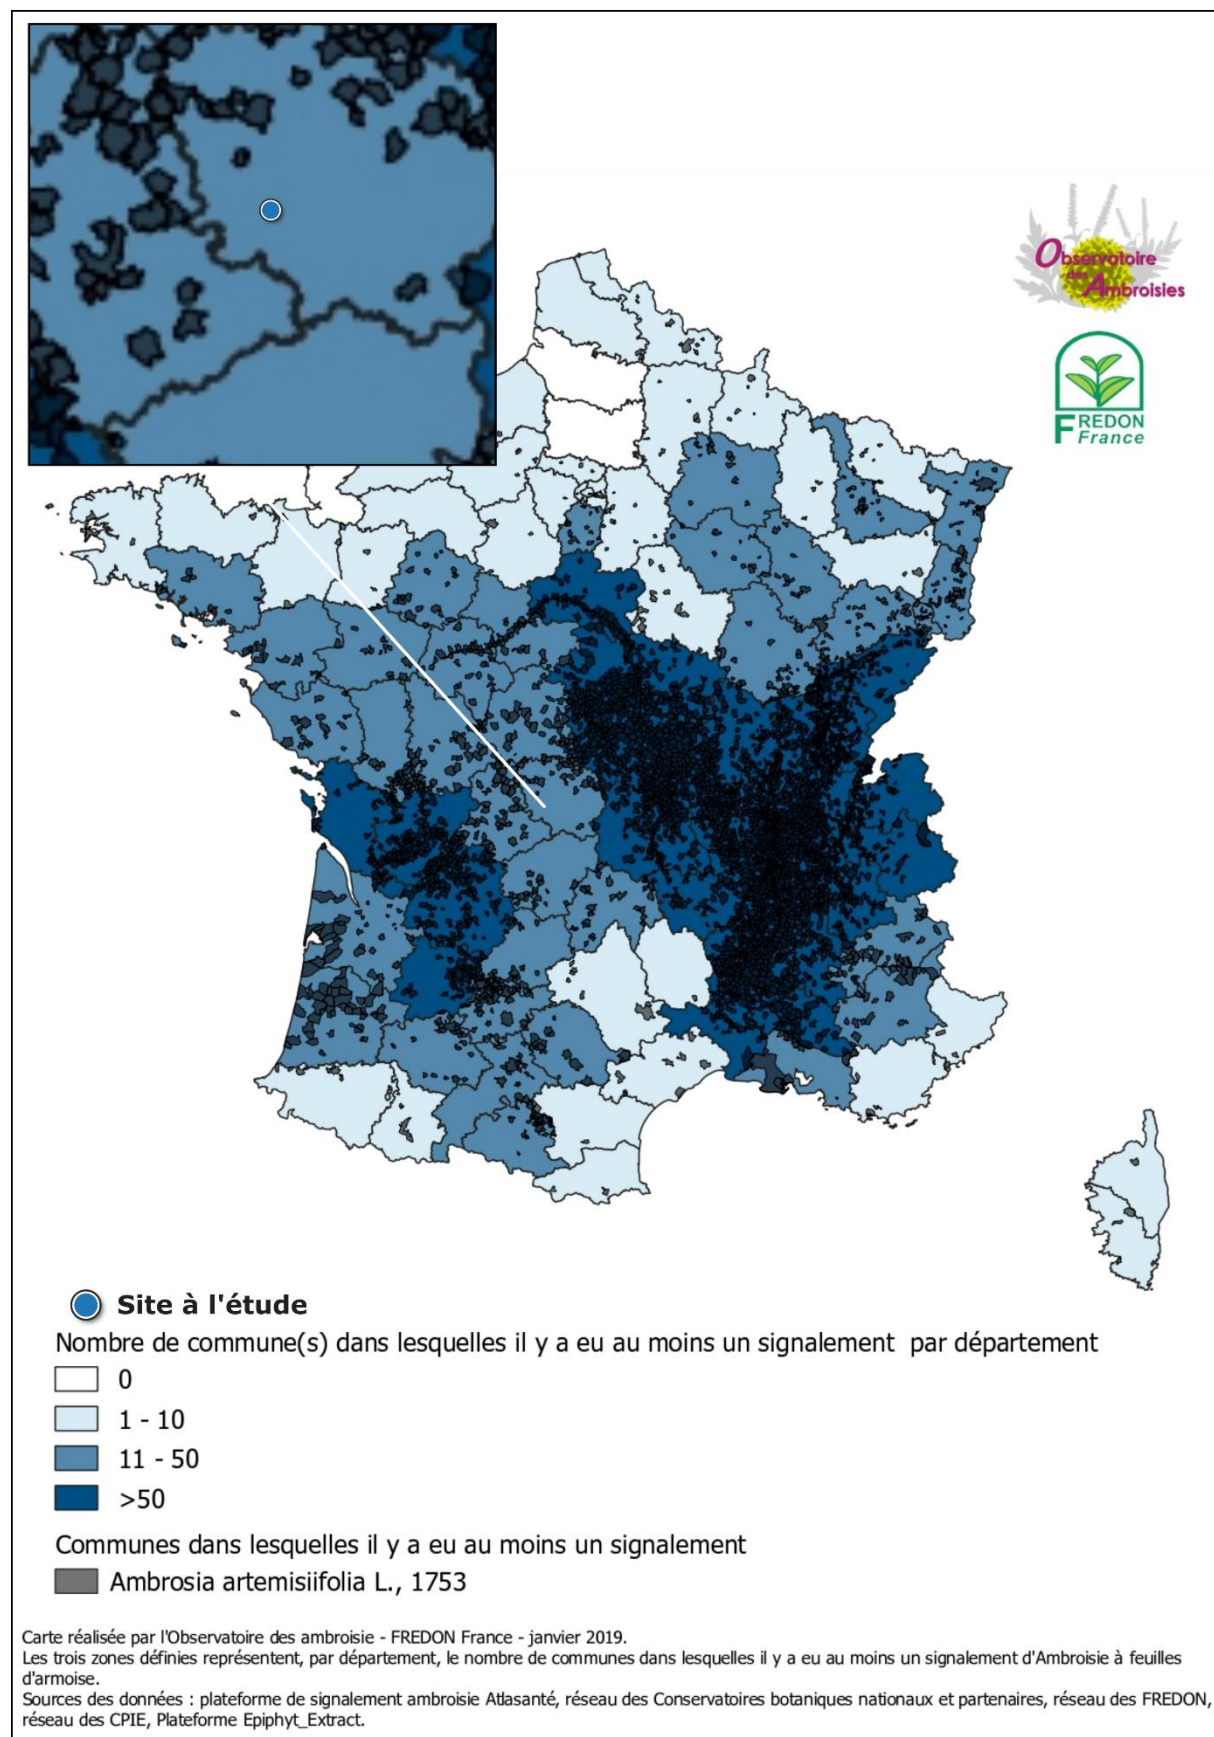 Observatoire
des
Ambroisies
FREDON
France
Site à l'étude
Nombre de commune(s) dans lesquelles il y a eu au moins un signalement par département
0
1 - 10
11 - 50
>50
Communes dans lesquelles il y a eu au moins un signalement
Ambrosia artemisiifolia L., 1753
Carte réalisée par l'Observatoire des ambroisie - FREDON France - janvier 2019.
Les trois zones définies représentent, par département, le nombre de communes dans lesquelles il y a eu au moins un signalement d'Ambroisie à feuilles
d'armoise.
Sources des données : plateforme de signalement ambroisie Atlasanté, réseau des Conservatoires botaniques nationaux et partenaires, réseau des FREDON,
réseau des CPIE, Plateforme Epiphyt_Extract.